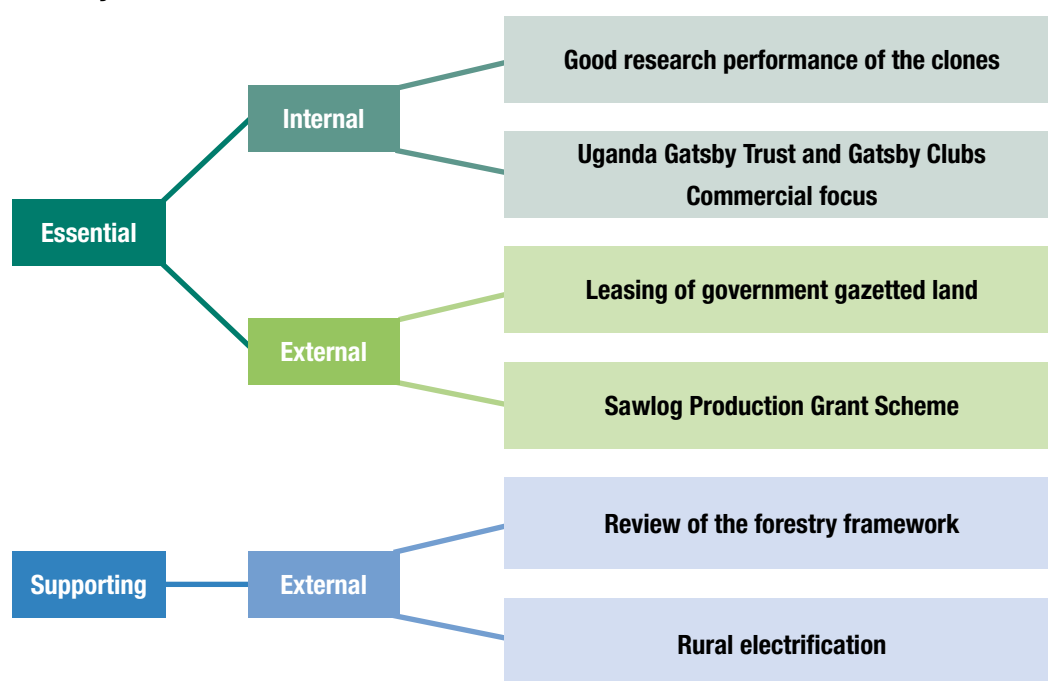 Essential
Internal
Good research performance of the clones
Uganda Gatsby Trust and Gatsby Clubs
Commercial focus
External
Leasing of government gazetted land
Sawlog Production Grant Scheme
Supporting
External
Review of the forestry framework
Rural electrification